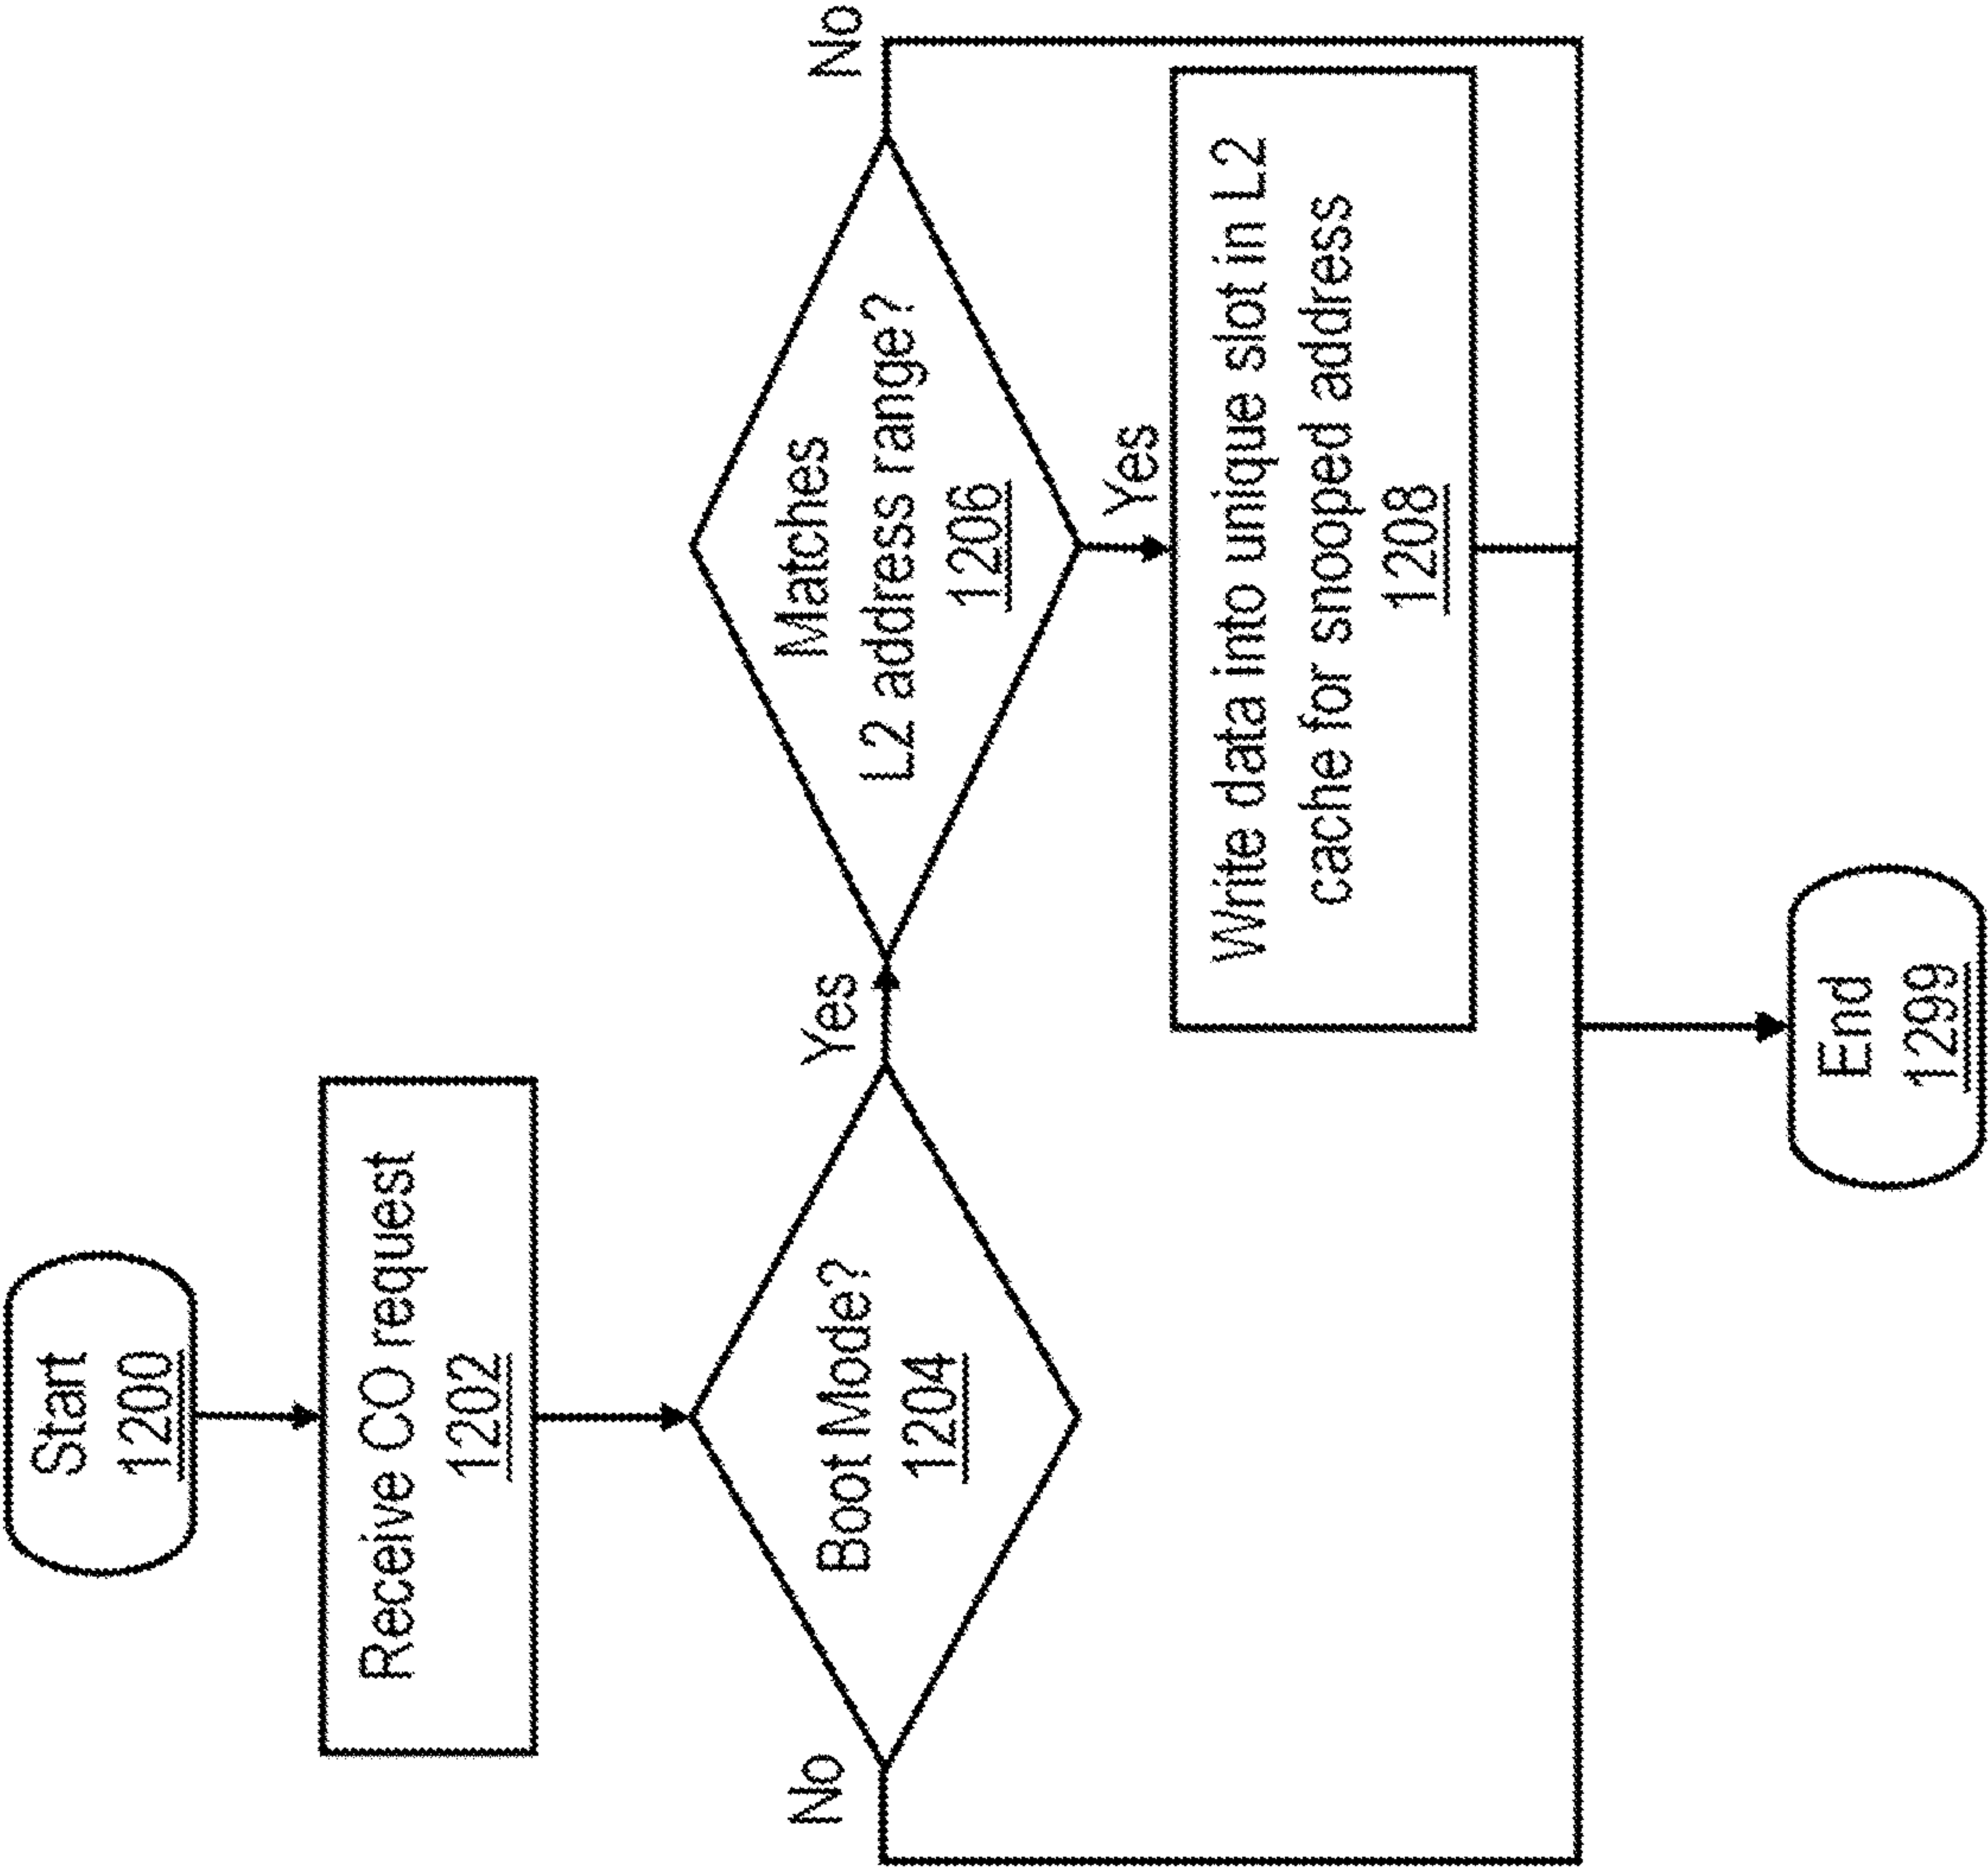 Start
1200
Receive CO request
1202
Boot Mode?
1204
No
Yes
Matches
L2 address range?
1206
No
Yes
Write data into unique slot in L2
cache for snooped address
1208
End
1299